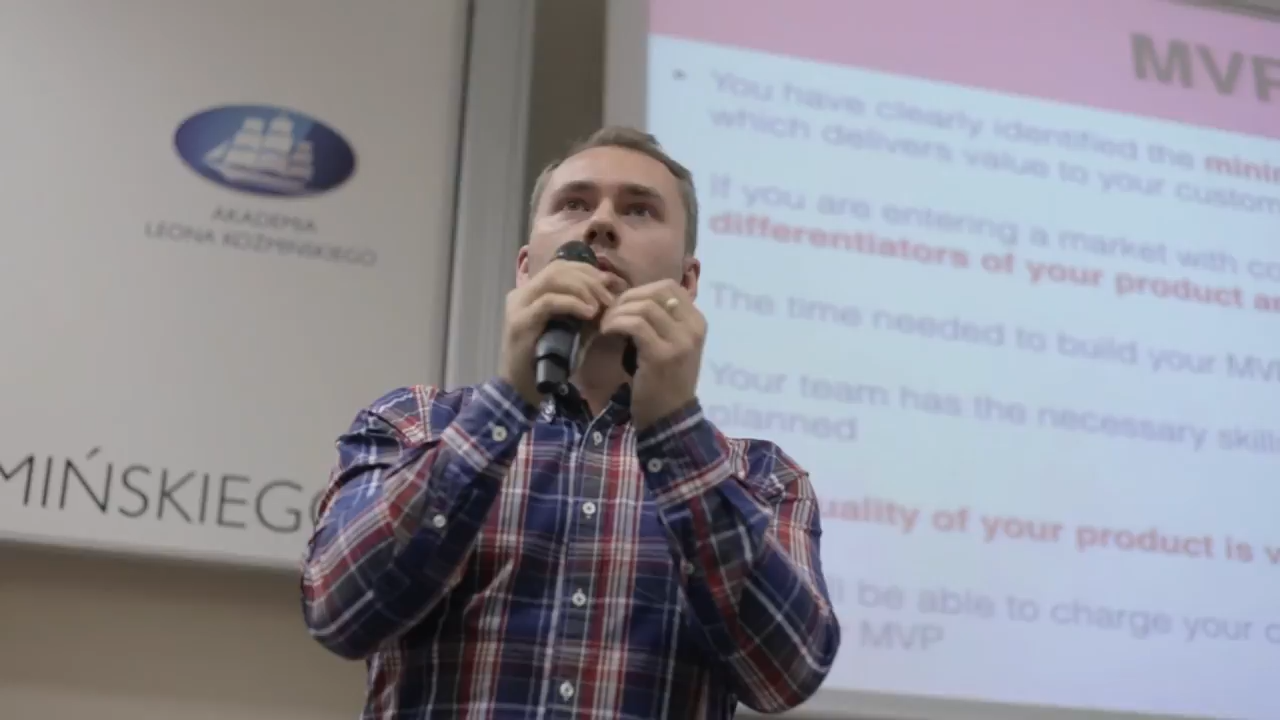 AKADEMIA
LEONA KOŹMIŃSKIEGO
MIŃSKIEGO
MVP
You have clearly identified the
which delivers value to your
If you are entering a market with
differentiators of your product
The time needed to build your
Your team has the necessary
planned
of your product is
be able to charge your
MVP